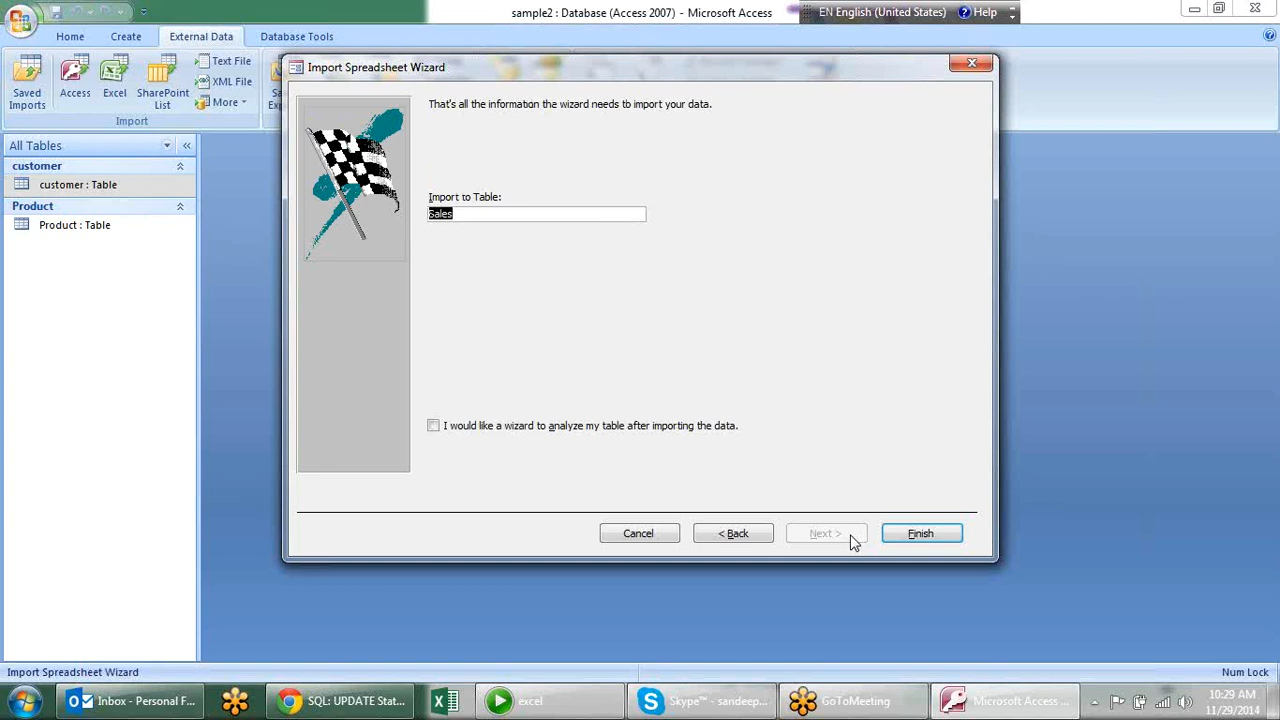 sample2 : Database (Access 2007) - Microsoft Access
EN English (United States)
Help
Home
Create
External Data
Database Tools
Saved Imports
Access
Excel
SharePoint List
Text File
XML File
More
Import
Import Spreadsheet Wizard
That's all the information the wizard needs to import your data.
Import to Table:
Sales
I would like a wizard to analyze my table after importing the data.
Cancel
< Back
Next >
Finish
All Tables
customer
customer : Table
Product
Product : Table
Import Spreadsheet Wizard
Num Lock
Inbox - Personal F...
SQL: UPDATE Stat...
excel
Skype™ - sandeep...
GoToMeeting
Microsoft Access ...
10:29 AM
11/29/2014